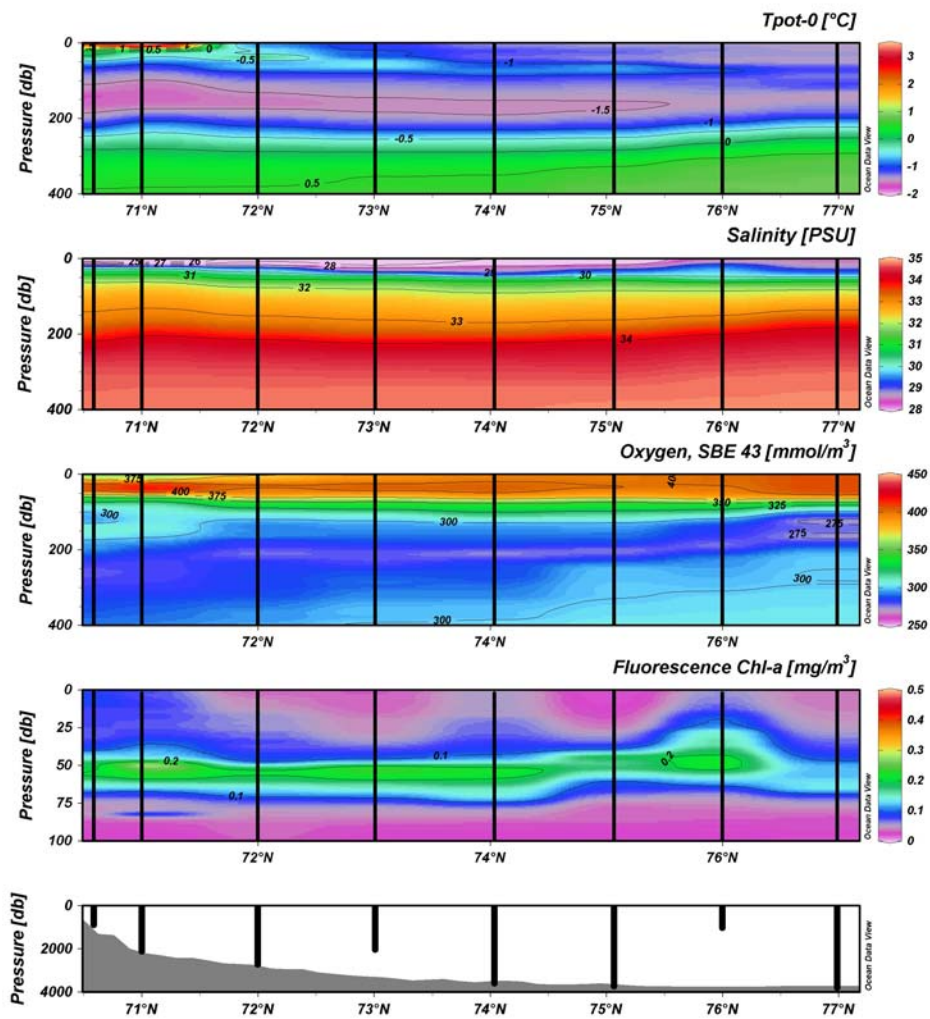 Tpot-0 [°C]
Pressure [db]
0
200
400
1 0.5 0 -0.5 -1 -1.5 -0.5 -1 0 0.5
71°N 72°N 73°N 74°N 75°N 76°N 77°N
3
2
1
0
-1
-2
Ocean Data View
Salinity [PSU]
Pressure [db]
0
200
400
25 27 26 28 30 31 32 33 34
71°N 72°N 73°N 74°N 75°N 76°N 77°N
35
34
33
32
31
30
29
28
Ocean Data View
Oxygen, SBE 43 [mmol/m³]
Pressure [db]
0
200
400
375 400 375 350 325 300 300 275 275 300 300
72°N 74°N 76°N
450
400
350
300
250
Ocean Data View
Fluorescence Chl-a [mg/m³]
Pressure [db]
0
25
50
75
100
0.2 0.1 0.2 0.1
72°N 74°N 76°N
0.5
0.4
0.3
0.2
0.1
0
Ocean Data View
Pressure [db]
0
2000
4000
71°N 72°N 73°N 74°N 75°N 76°N 77°N
Ocean Data View